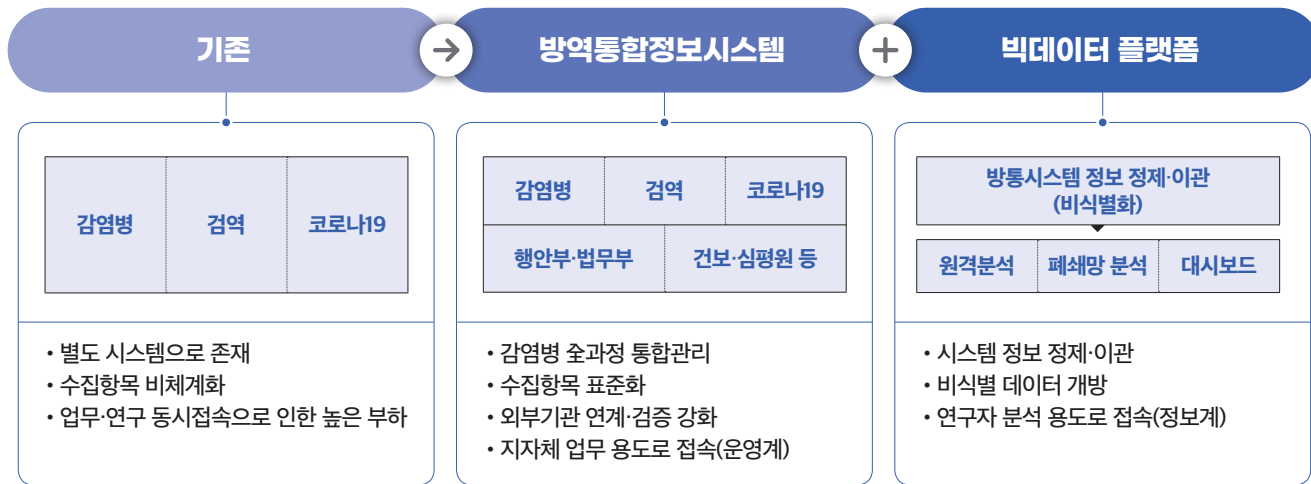 기존
→
방역통합정보시스템
+
빅데이터 플랫폼
감염병 검역 코로나19
• 별도 시스템으로 존재
• 수집항목 비체계화
• 업무·연구 동시접속으로 인한 높은 부하
감염병 검역 코로나19
행안부·법무부 건보·심평원 등
• 감염병 全과정 통합관리
• 수집항목 표준화
• 외부기관 연계·검증 강화
• 지자체 업무 용도로 접속(운영계)
방통시스템 정보 정제·이관
(비식별화)
원격분석 폐쇄망 분석 대시보드
• 시스템 정보 정제·이관
• 비식별 데이터 개방
• 연구자 분석 용도로 접속(정보계)